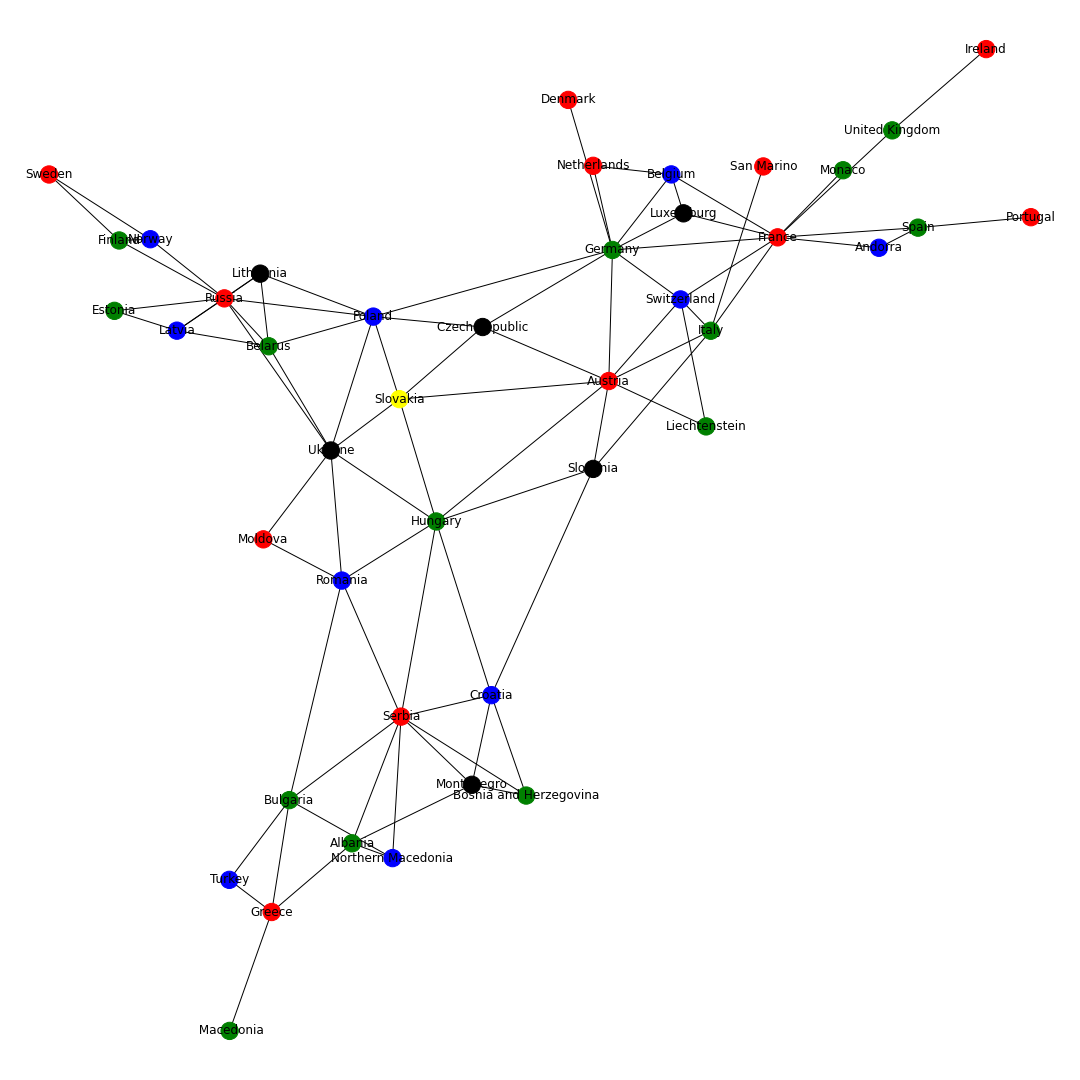 Ireland
Denmark
United Kingdom
Netherlands
Belgium
San Marino
Monaco
Sweden
Luxemburg
Portugal
Spain
France
Andorra
Finland
Norway
Germany
Lithuania
Russia
Switzerland
Estonia
Latvia
Poland
Czech Republic
Italy
Belarus
Austria
Slovakia
Liechtenstein
Ukraine
Slovenia
Hungary
Moldova
Romania
Croatia
Serbia
Montenegro
Bosnia and Herzegovina
Bulgaria
Albania
Northern Macedonia
Turkey
Greece
Macedonia